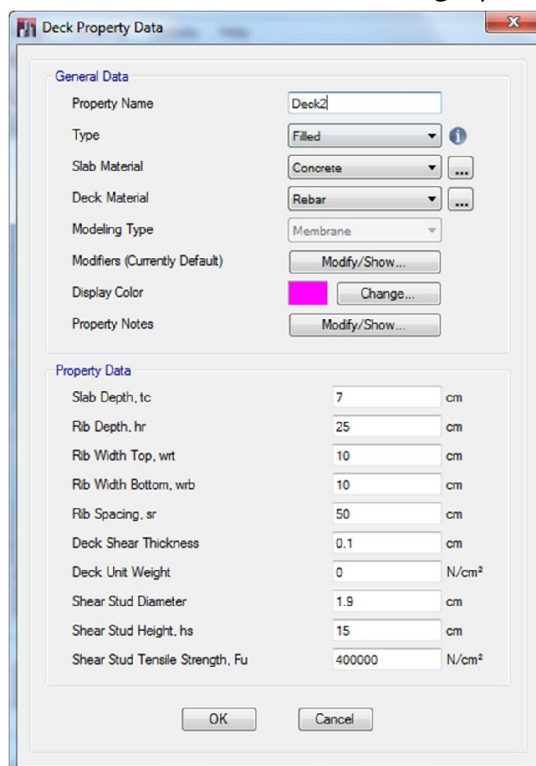 Deck Property Data
General Data
Property Name Deck2
Type Filled
Slab Material Concrete ...
Deck Material Rebar ...
Modeling Type Membrane
Modifiers (Currently Default) Modify/Show...
Display Color Change...
Property Notes Modify/Show...
Property Data
Slab Depth, tc 7 cm
Rib Depth, hr 25 cm
Rib Width Top, wrt 10 cm
Rib Width Bottom, wrb 10 cm
Rib Spacing, sr 50 cm
Deck Shear Thickness 0.1 cm
Deck Unit Weight 0 N/cm²
Shear Stud Diameter 1.9 cm
Shear Stud Height, hs 15 cm
Shear Stud Tensile Strength, Fu 400000 N/cm²
OK Cancel